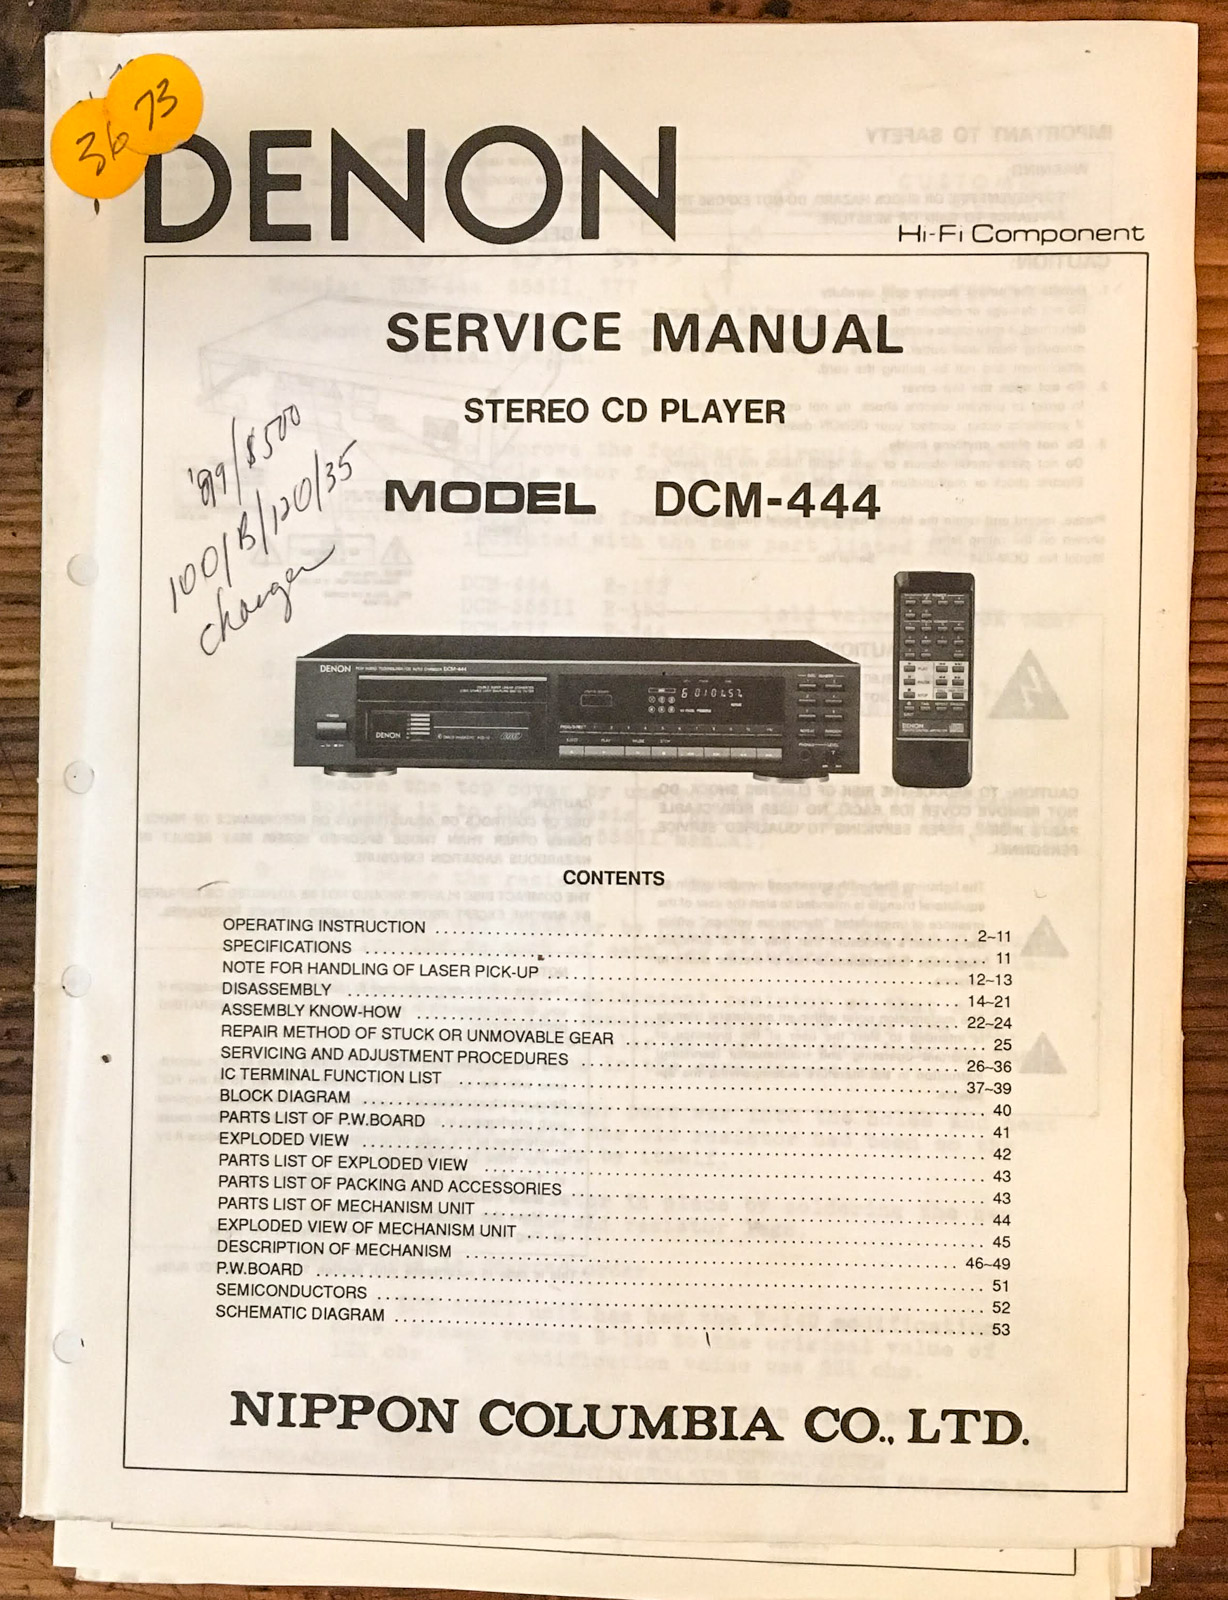 36 73
DENON
Hi-Fi Component
SERVICE MANUAL
STEREO CD PLAYER
'89/$500
100/B/120/35
changer
MODEL DCM-444
DENON DCM-444
DENON
DENON
CONTENTS
OPERATING INSTRUCTION 2~11
SPECIFICATIONS 11
NOTE FOR HANDLING OF LASER PICK-UP 12~13
DISASSEMBLY 14~21
ASSEMBLY KNOW-HOW 22~24
REPAIR METHOD OF STUCK OR UNMOVABLE GEAR 25
SERVICING AND ADJUSTMENT PROCEDURES 26~36
IC TERMINAL FUNCTION LIST 37~39
BLOCK DIAGRAM 40
PARTS LIST OF P.W.BOARD 41
EXPLODED VIEW 42
PARTS LIST OF EXPLODED VIEW 43
PARTS LIST OF PACKING AND ACCESSORIES 43
PARTS LIST OF MECHANISM UNIT 44
EXPLODED VIEW OF MECHANISM UNIT 45
DESCRIPTION OF MECHANISM 46~49
P.W.BOARD 51
SEMICONDUCTORS 52
SCHEMATIC DIAGRAM 53
NIPPON COLUMBIA CO., LTD.